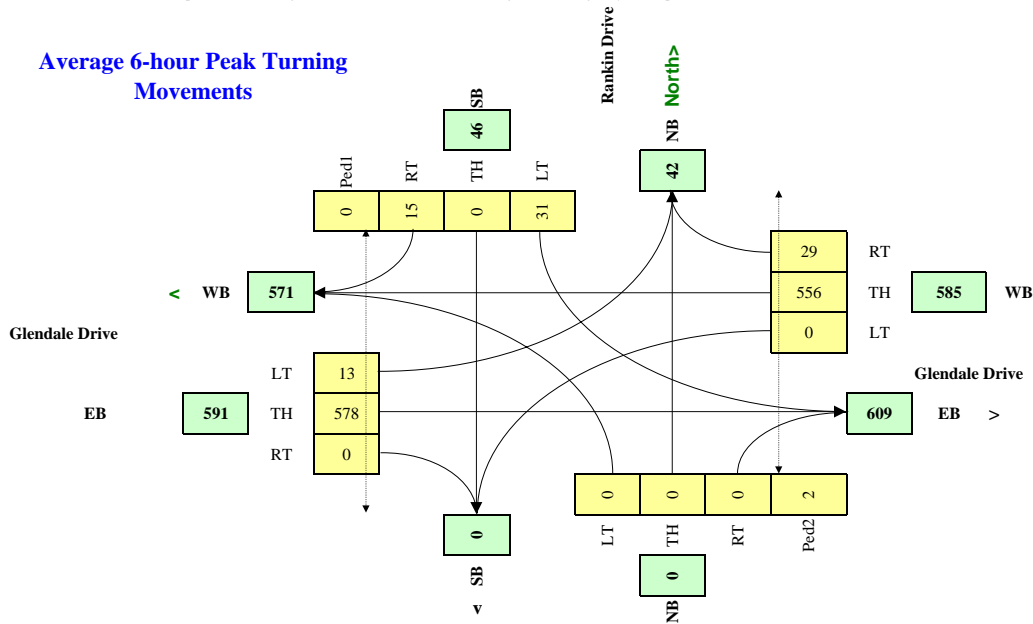 Average 6-hour Peak Turning
Movements
Rankin Drive
North>
SB
46
NB
42
Ped1
RT
TH
LT
0
15
0
31
29
RT
< WB 571
556
TH
585
WB
0
LT
Glendale Drive
LT
13
Glendale Drive
EB
591
TH
578
609
EB >
RT
0
0
0
0
2
LT
TH
RT
Ped2
0
SB
v
0
NB